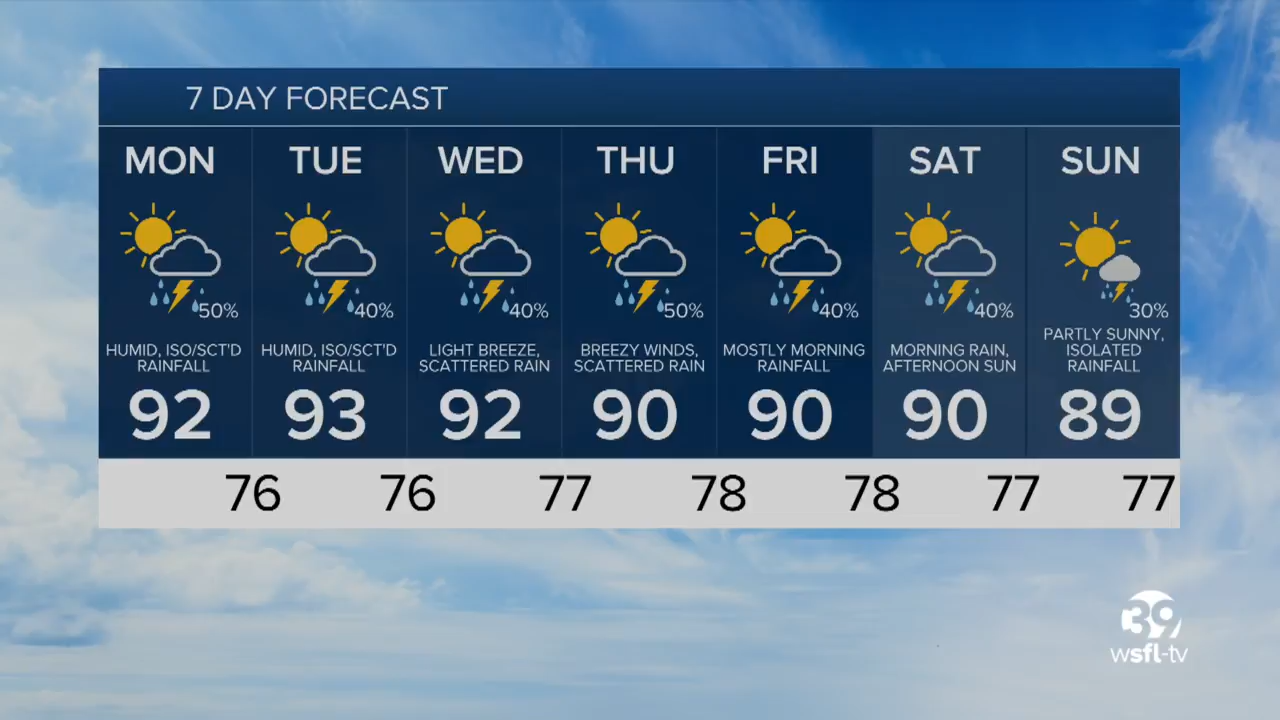 7 DAY FORECAST
MON
TUE
WED
THU
FRI
SAT
SUN
50%
40%
40%
50%
40%
40%
30%
HUMID, ISO/SCT'D
RAINFALL
HUMID, ISO/SCT'D
RAINFALL
LIGHT BREEZE,
SCATTERED RAIN
BREEZY WINDS,
SCATTERED RAIN
MOSTLY MORNING
RAINFALL
MORNING RAIN,
AFTERNOON SUN
PARTLY SUNNY,
ISOLATED
RAINFALL
92
93
92
90
90
90
89
76
76
77
78
78
77
77
39
wsfl-tv